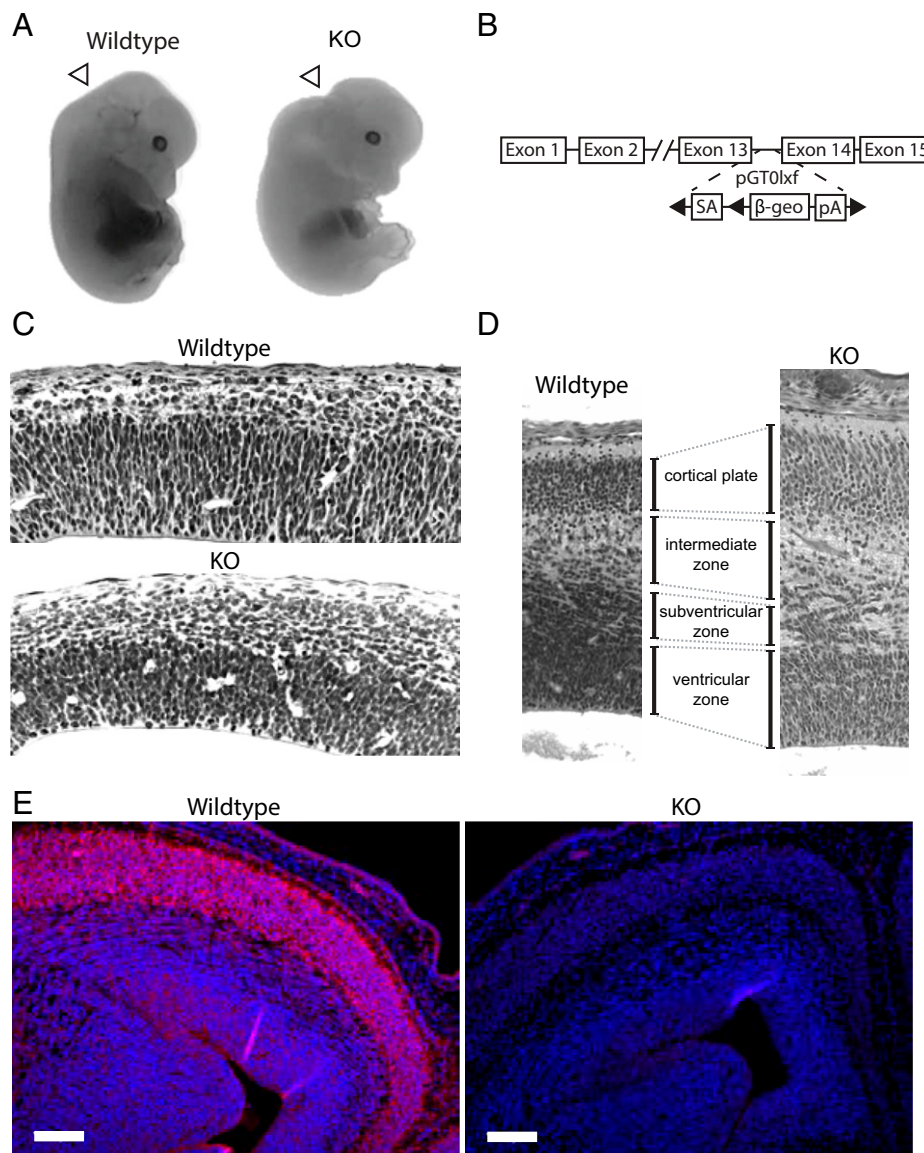 A
Wildtype
KO
B
Exon 1
Exon 2
Exon 13
Exon 14
Exon 15
pGT0lxf
SA
β-geo
pA
C
Wildtype
KO
D
Wildtype
KO
cortical plate
intermediate
zone
subventricular
zone
ventricular
zone
E
Wildtype
KO